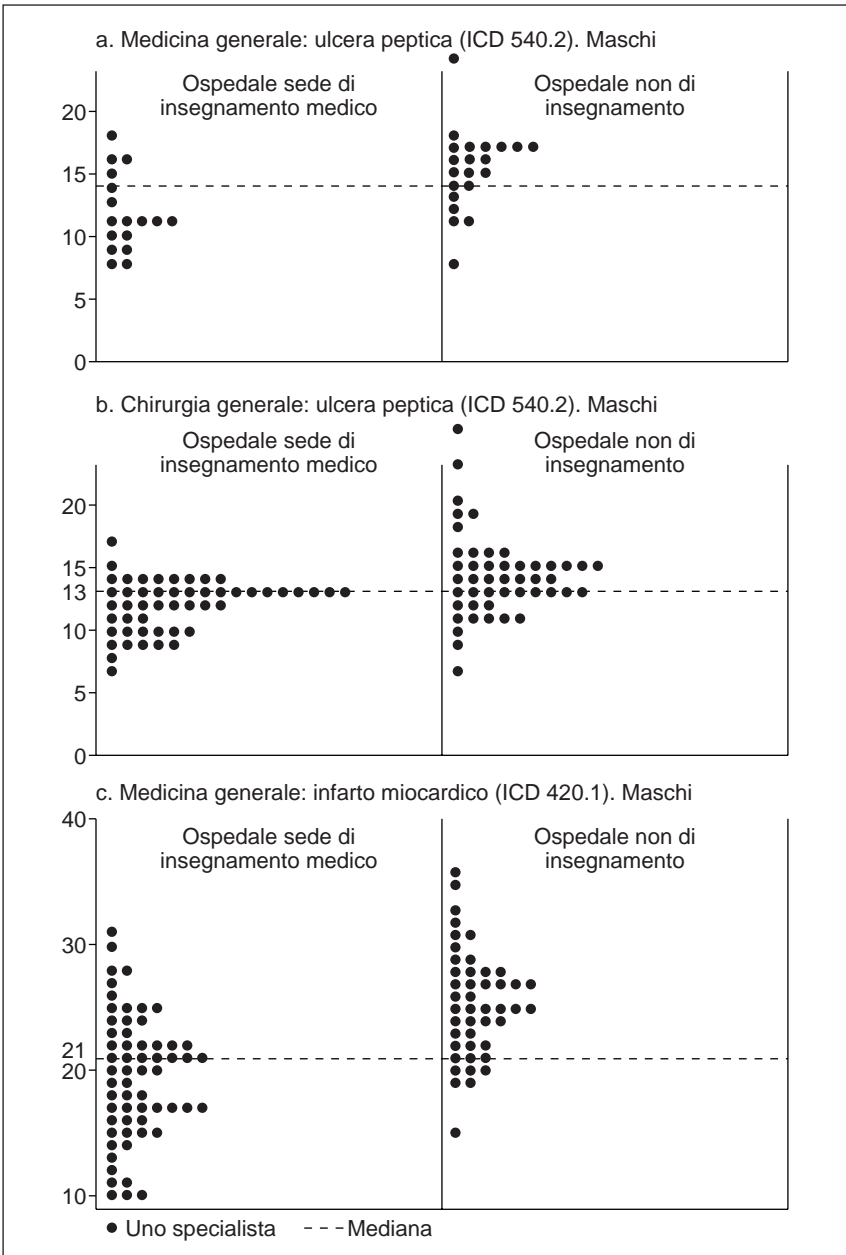 a. Medicina generale: ulcera peptica (ICD 540.2). Maschi
Ospedale sede di
insegnamento medico
Ospedale non di
insegnamento
20
15
10
5
0
b. Chirurgia generale: ulcera peptica (ICD 540.2). Maschi
Ospedale sede di
insegnamento medico
Ospedale non di
insegnamento
20
15
13
10
5
0
c. Medicina generale: infarto miocardico (ICD 420.1). Maschi
Ospedale sede di
insegnamento medico
Ospedale non di
insegnamento
40
30
21
20
10
Uno specialista
Mediana